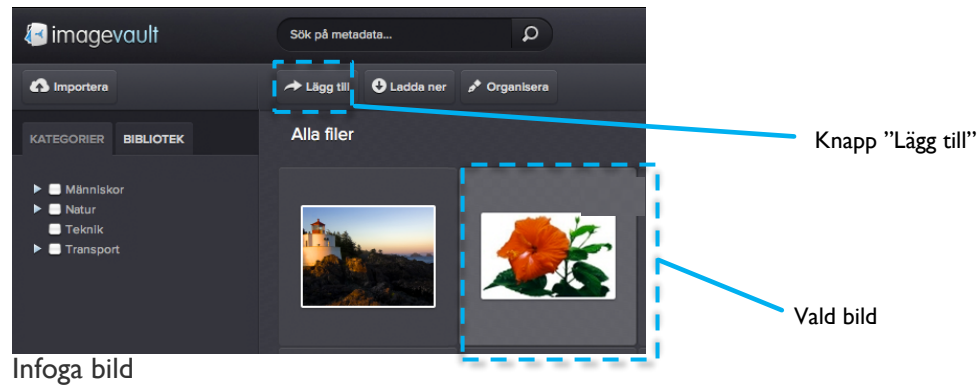 imagevault
Sök på metadata...
Importera
Lägg till
Ladda ner
Organisera
KATEGORIER
BIBLIOTEK
Alla filer
Knapp ”Lägg till”
Människor
Natur
Teknik
Transport
Vald bild
Infoga bild